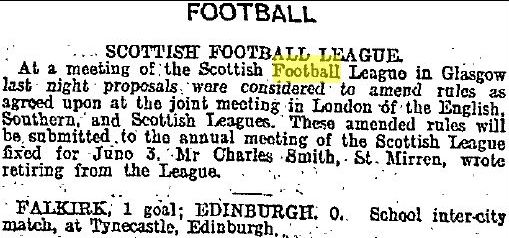 FOOTBALL
SCOTTISH FOOTBALL LEAGUE.
At a meeting of the Scottish Football League in Glasgow
last night proposals were considered to amend rules as
agreed upon at the joint meeting in London of the English,
Southern, and Scottish Leagues. These amended rules will
be submitted to the annual meeting of the Scottish League
fixed for June 3. Mr Charles Smith, St. Mirren, wrote
retiring from the League.
FALKIRK, 1 goal; EDINBURGH. 0. School inter-city
match, at Tynecastle, Edinburgh.